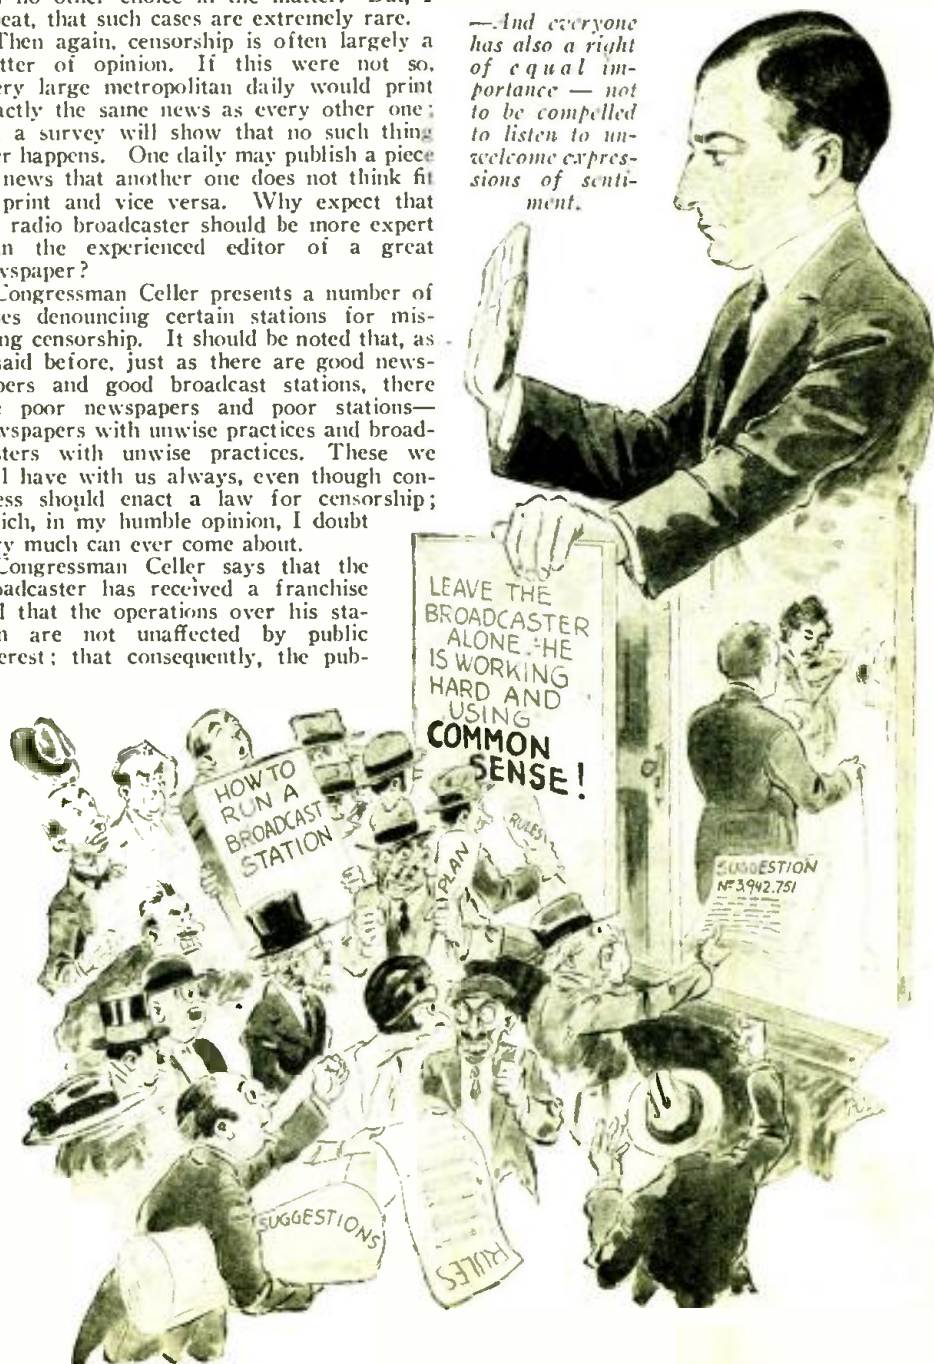 no other choice in the matter. But, I
eat, that such cases are extremely rare.
Then again, censorship is often largely a
tter of opinion. If this were not so,
ery large metropolitan daily would print
actly the same news as every other one;
a survey will show that no such thing
r happens. One daily may publish a piece
news that another one does not think fit
print and vice versa. Why expect that
radio broadcaster should be more expert
n the experienced editor of a great
vspaper?
Congressman Celler presents a number of
es denouncing certain stations for mis-
ng censorship. It should be noted that, as
said before, just as there are good news-
pers and good broadcast stations, there
e poor newspapers and poor stations—
vspapers with unwise practices and broad-
sters with unwise practices. These we
l have with us always, even though con-
ess should enact a law for censorship;
ich, in my humble opinion, I doubt
ry much can ever come about.
Congressman Celler says that the
oadcaster has received a franchise
d that the operations over his sta-
n are not unaffected by public
erest; that consequently, the pub-
—And everyone
has also a right
of equal im-
portance — not
to be compelled
to listen to un-
welcome expres-
sions of senti-
ment.
LEAVE THE
BROADCASTER
ALONE.-HE
IS WORKING
HARD AND
USING
COMMON
SENSE!
HOW TO
RUN A
BROADCAST
STATION
PLAN
RULES
SUGGESTION
Nº 3,942,751
SUGGESTIONS
RULES